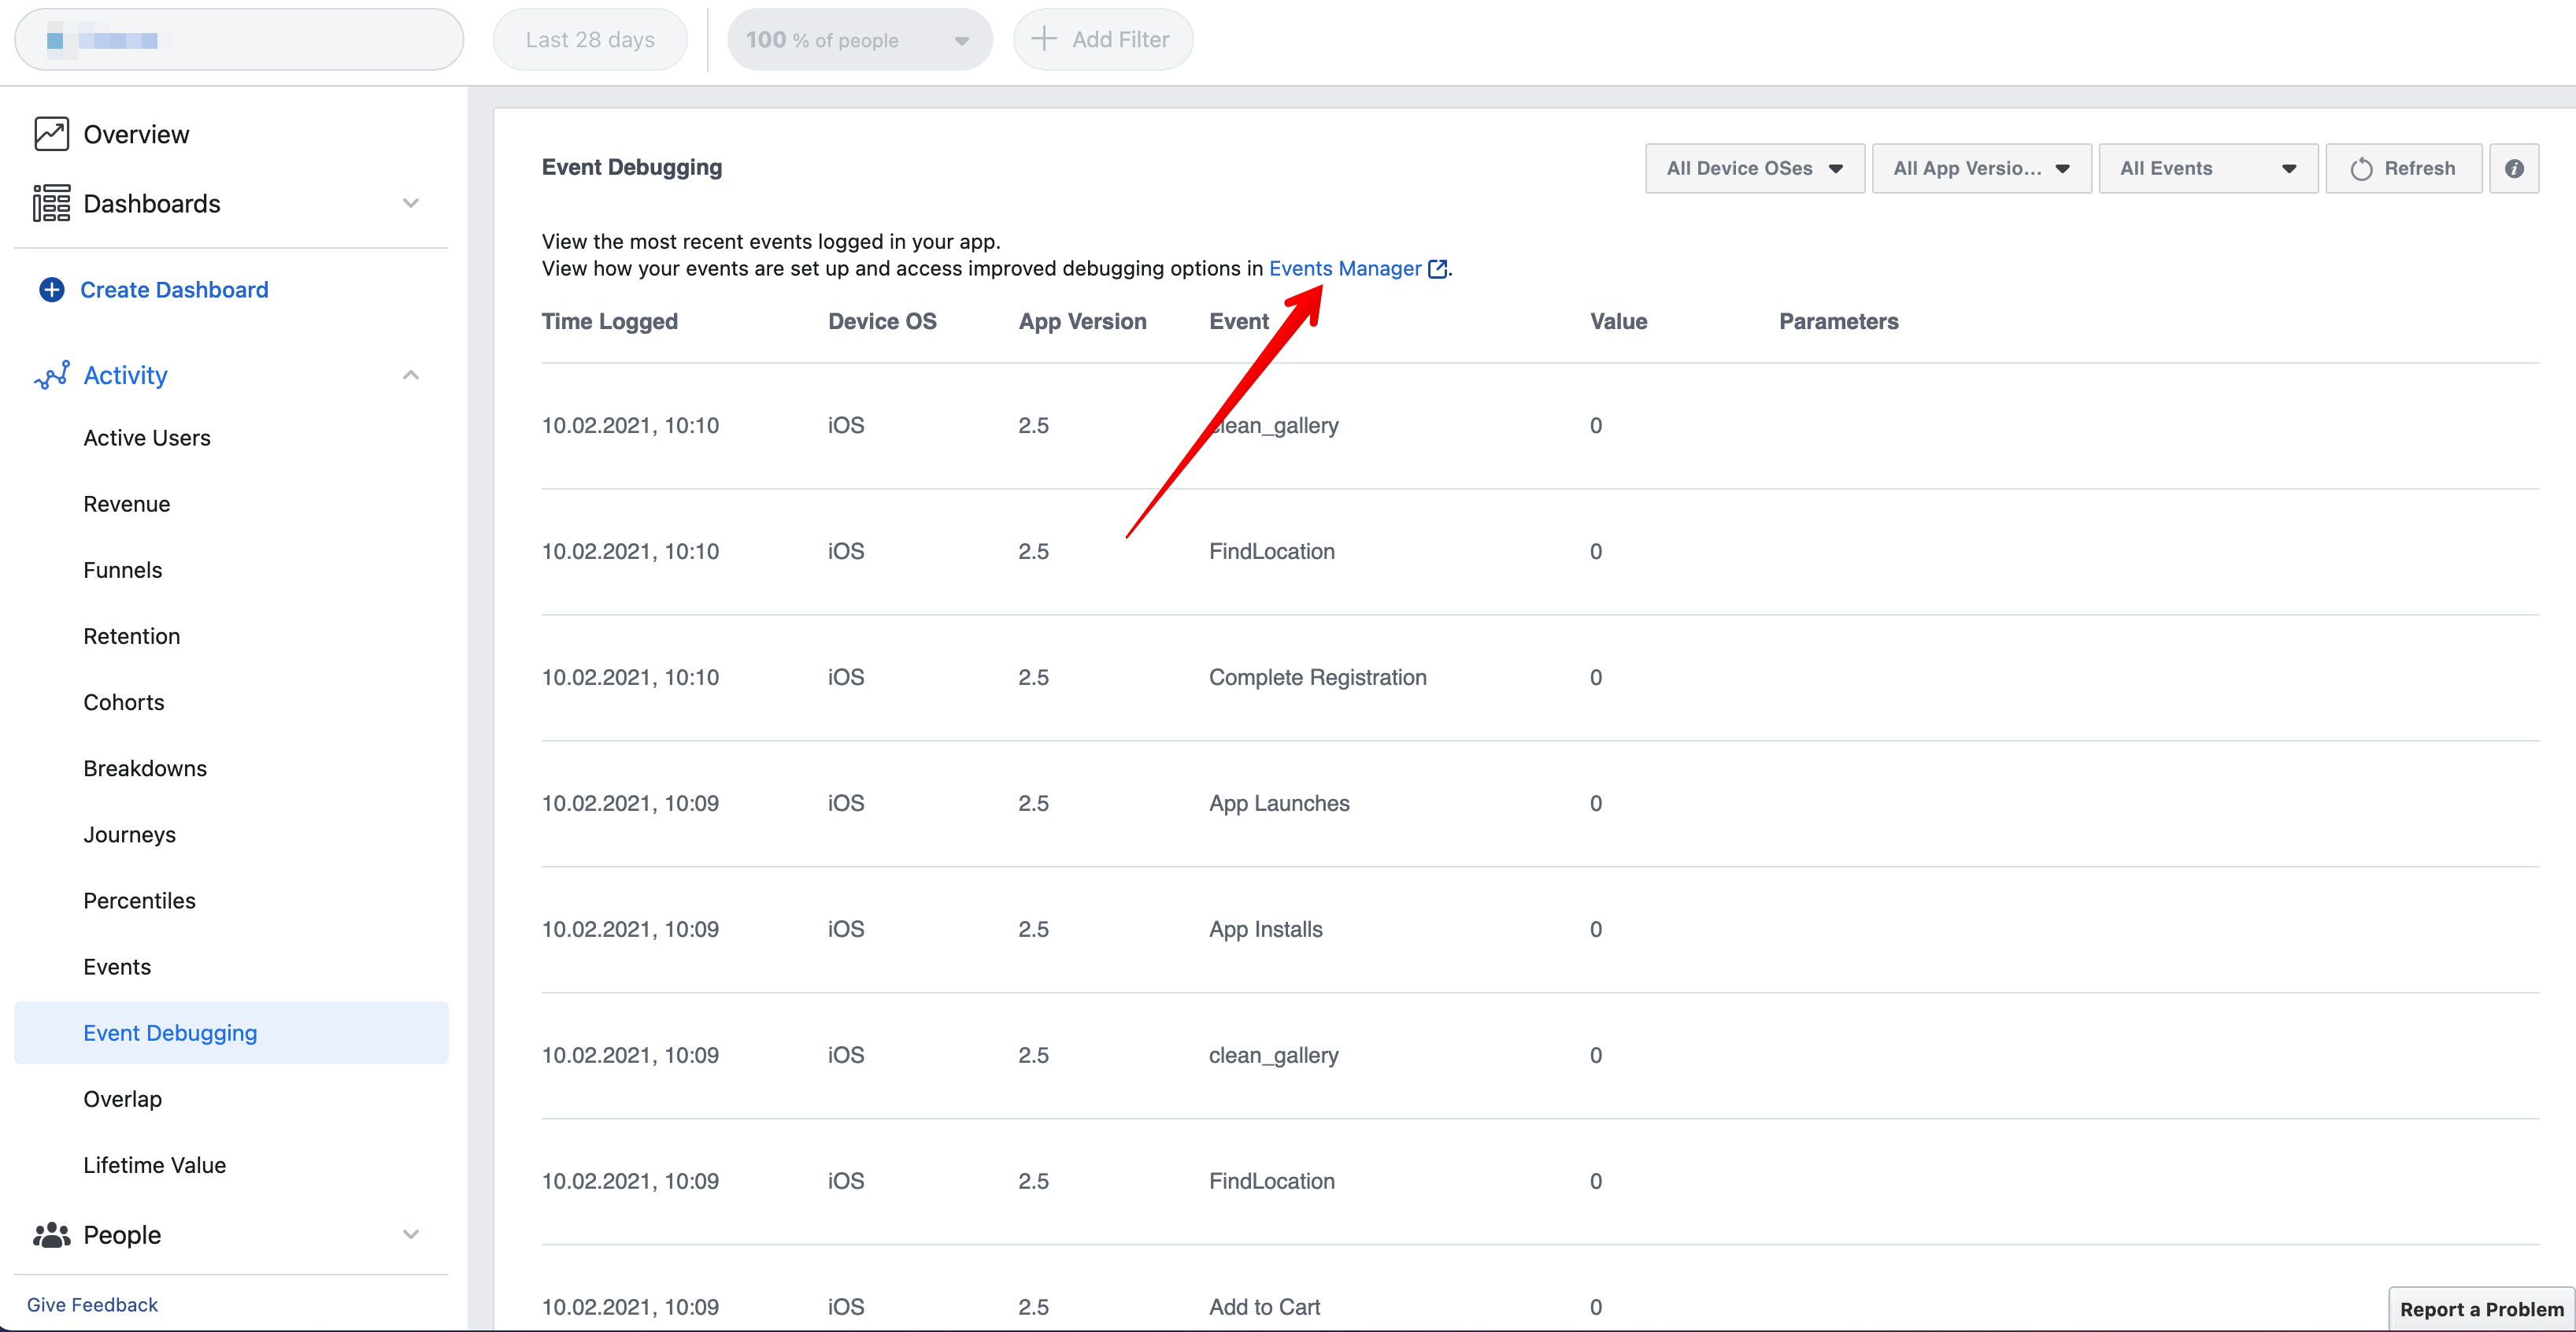 Last 28 days
100 % of people
Add Filter
Overview
Dashboards
Create Dashboard
Activity
Active Users
Revenue
Funnels
Retention
Cohorts
Breakdowns
Journeys
Percentiles
Events
Event Debugging
Overlap
Lifetime Value
People
Give Feedback
Event Debugging
All Device OSes
All App Versio...
All Events
Refresh
View the most recent events logged in your app.
View how your events are set up and access improved debugging options in Events Manager.
Time Logged Device OS App Version Event Value Parameters
10.02.2021, 10:10 iOS 2.5 clean_gallery 0
10.02.2021, 10:10 iOS 2.5 FindLocation 0
10.02.2021, 10:10 iOS 2.5 Complete Registration 0
10.02.2021, 10:09 iOS 2.5 App Launches 0
10.02.2021, 10:09 iOS 2.5 App Installs 0
10.02.2021, 10:09 iOS 2.5 clean_gallery 0
10.02.2021, 10:09 iOS 2.5 FindLocation 0
10.02.2021, 10:09 iOS 2.5 Add to Cart 0
Report a Problem